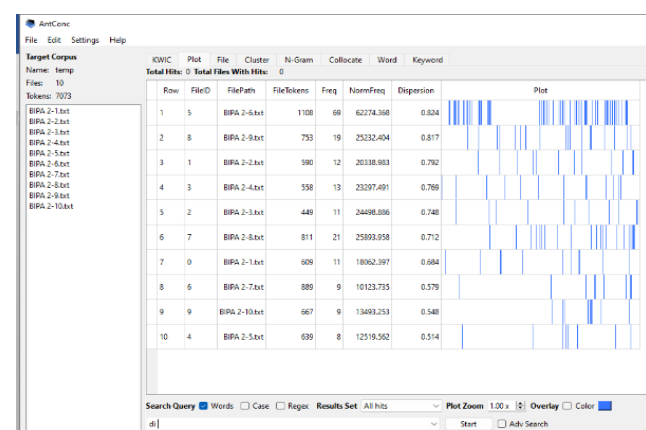 AntConc
File Edit Settings Help
Target Corpus
Name: temp
Files: 10
Tokens: 7073
BIPA 2-1.txt
BIPA 2-2.txt
BIPA 2-3.txt
BIPA 2-4.txt
BIPA 2-5.txt
BIPA 2-6.txt
BIPA 2-7.txt
BIPA 2-8.txt
BIPA 2-9.txt
BIPA 2-10.txt
KWIC Plot File Cluster N-Gram Collocate Word Keyword
Total Hits: 0 Total Files With Hits: 0
Row FileID FilePath FileTokens Freq NormFreq Dispersion Plot
1 5 BIPA 2-6.txt 1108 69 62274.368 0.824
2 8 BIPA 2-9.txt 753 19 25232.404 0.817
3 1 BIPA 2-2.txt 590 12 20338.983 0.792
4 3 BIPA 2-4.txt 558 13 23297.491 0.769
5 2 BIPA 2-3.txt 449 11 24498.886 0.748
6 7 BIPA 2-8.txt 811 21 25893.958 0.712
7 0 BIPA 2-1.txt 609 11 18062.397 0.684
8 6 BIPA 2-7.txt 889 9 10123.735 0.579
9 9 BIPA 2-10.txt 667 9 13493.253 0.548
10 4 BIPA 2-5.txt 639 8 12519.562 0.514
Search Query Words Case Regex Results Set All hits Plot Zoom 1.00 x Overlay Color
di Start Adv Search